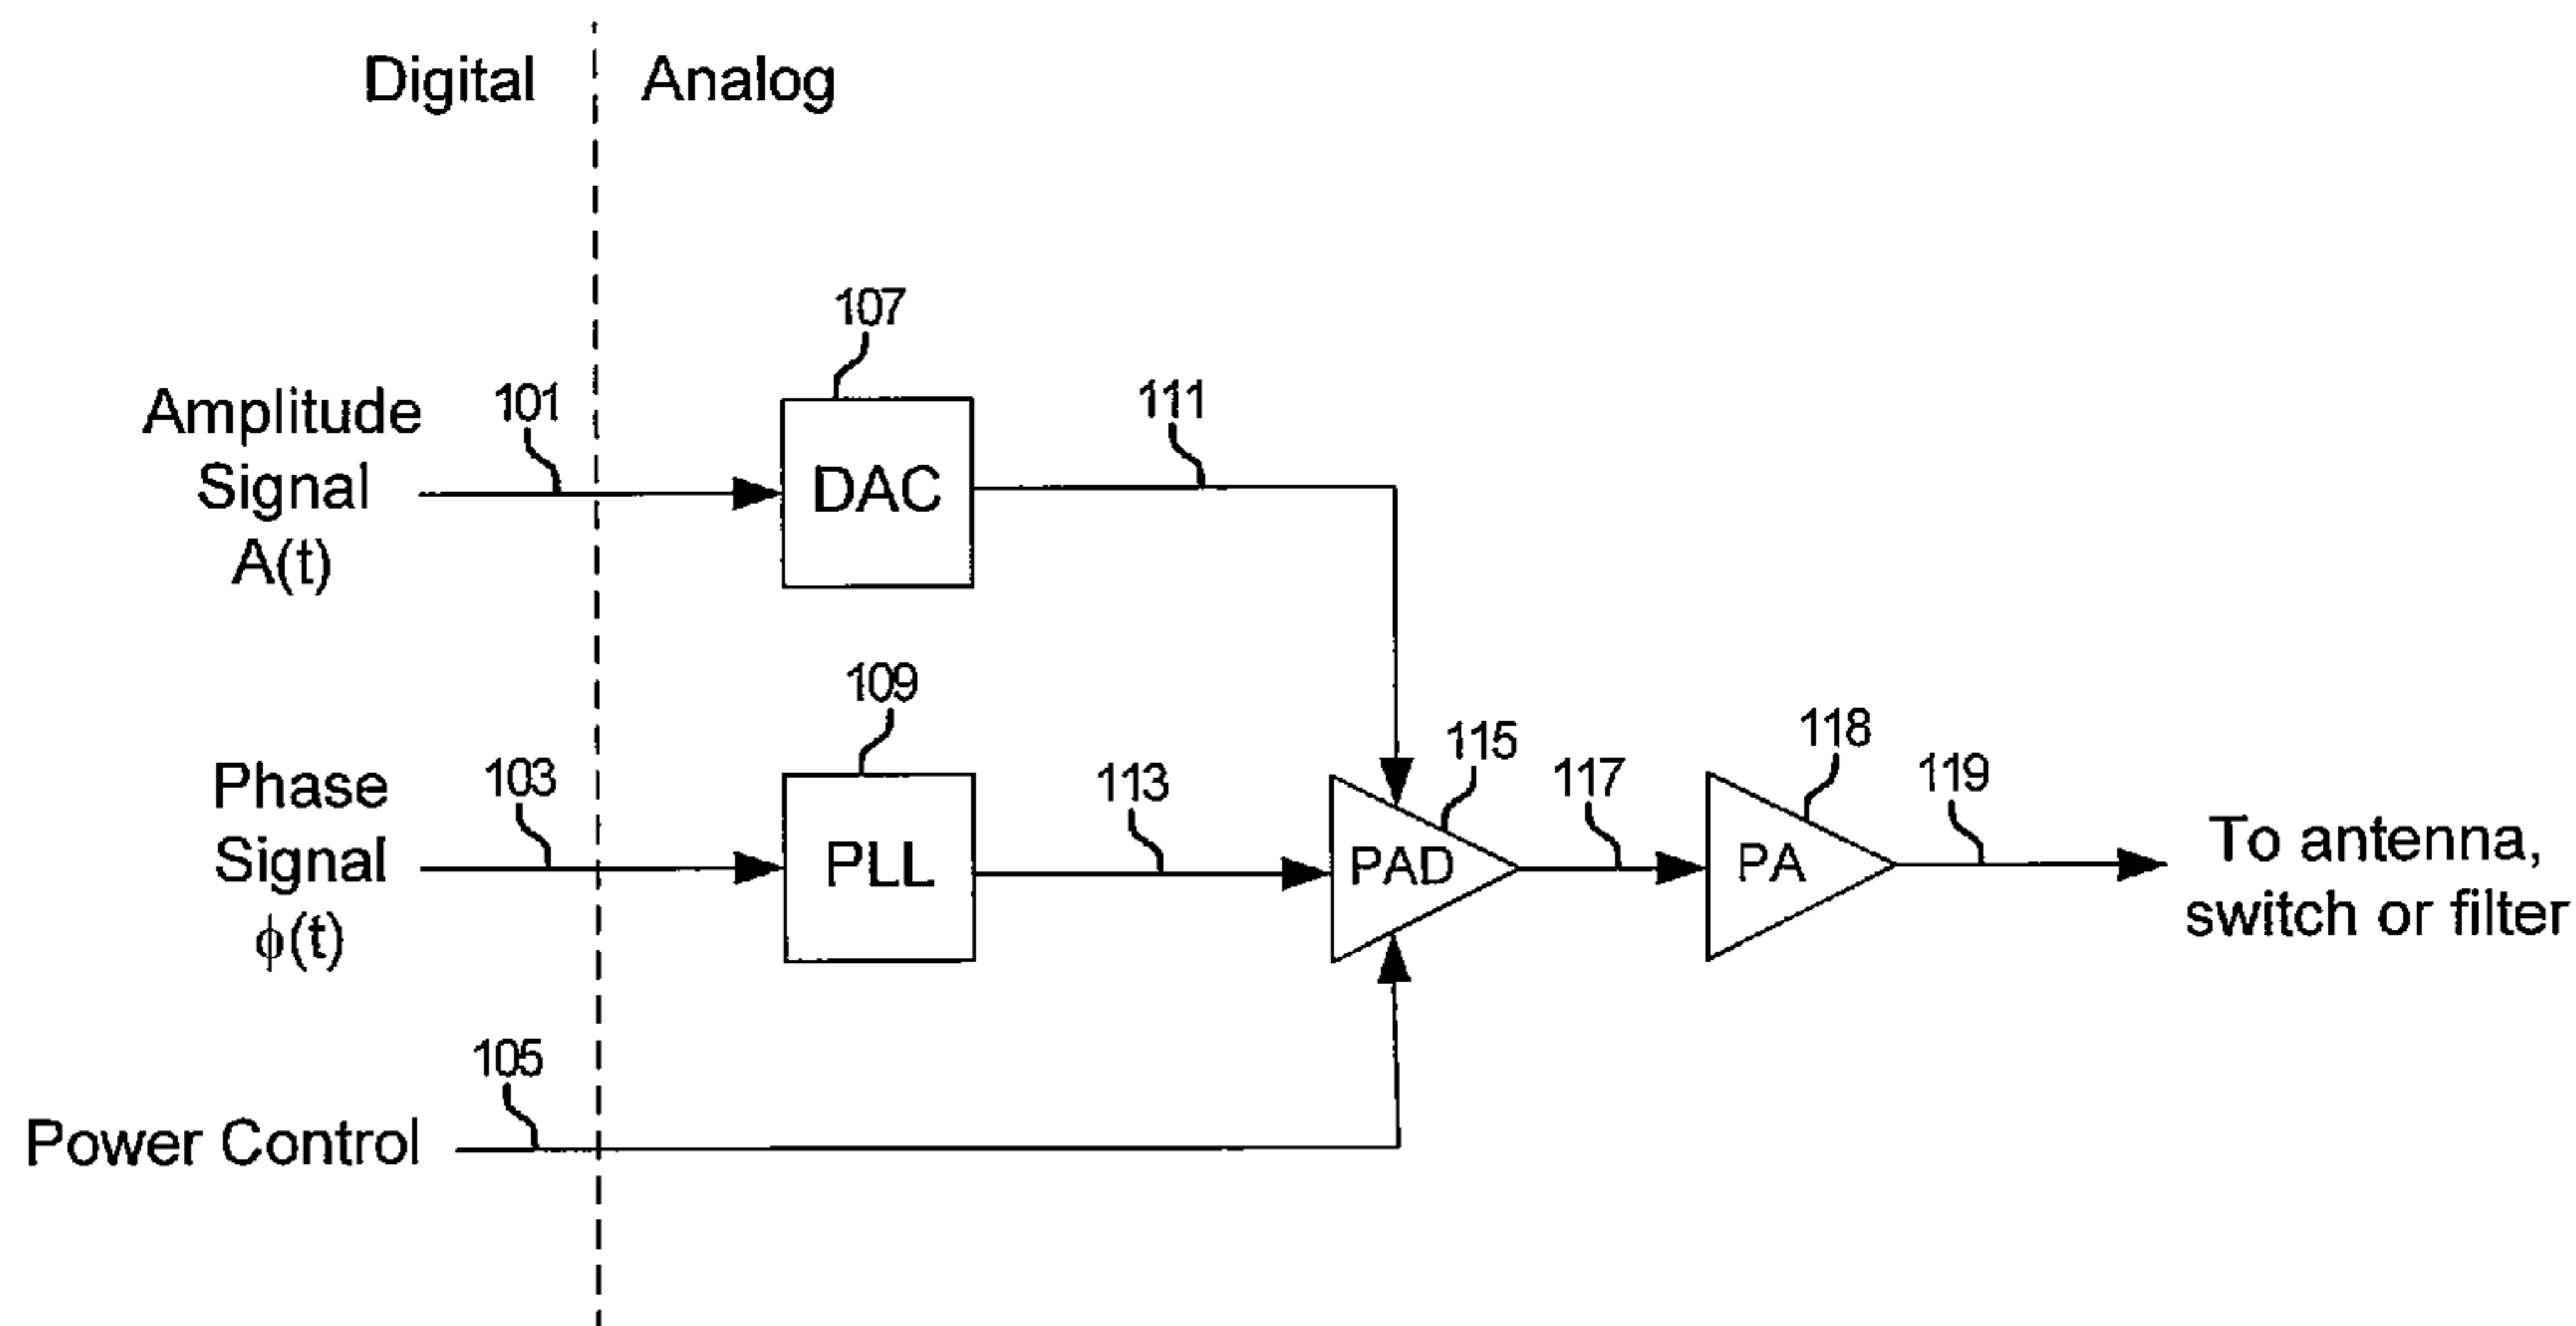 Digital
Analog
107
Amplitude
Signal
A(t)
101
DAC
111
109
Phase
Signal
ϕ(t)
103
PLL
113
PAD
115
117
PA
118
119
To antenna,
switch or filter
105
Power Control